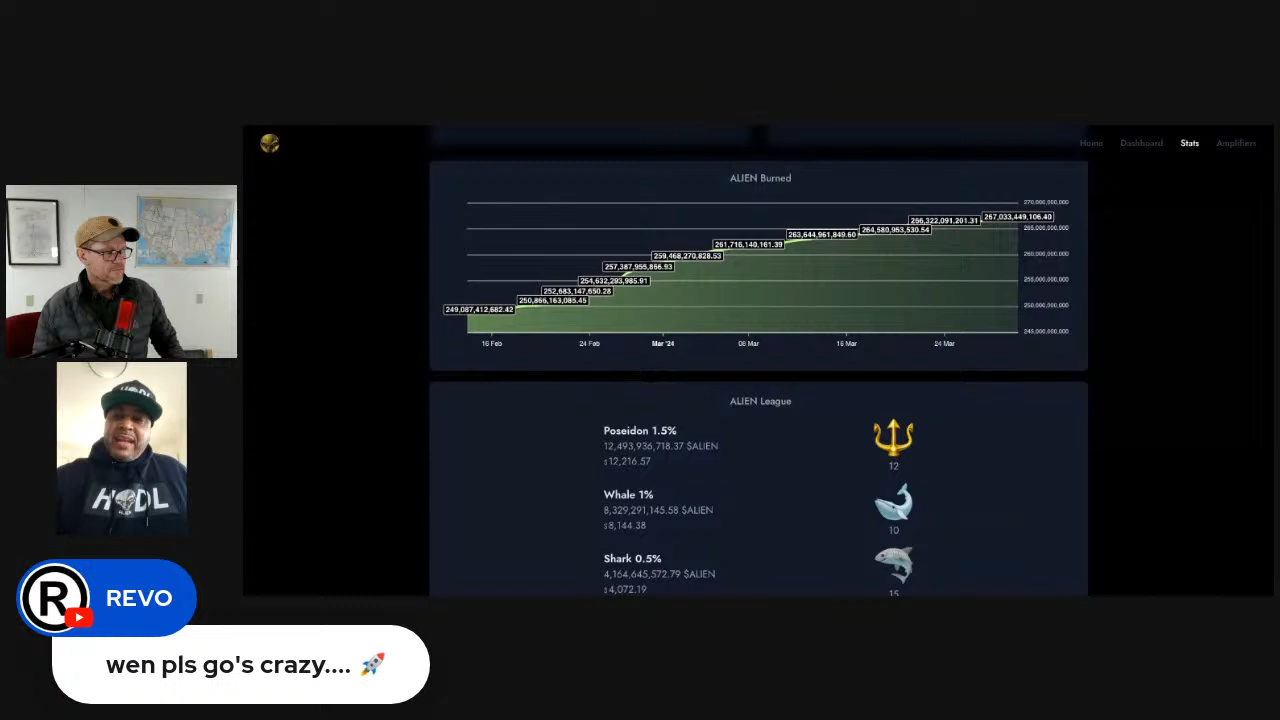 Home Dashboard Stats Amplifiers
ALIEN Burned
270,000,000,000
265,000,000,000
260,000,000,000
255,000,000,000
250,000,000,000
245,000,000,000
249,087,412,682.42
250,866,163,085.45
252,683,147,650.28
254,632,293,985.91
257,387,955,866.93
259,468,270,828.53
261,716,140,161.39
263,644,961,849.60
264,580,953,530.54
266,322,091,201.31
267,033,449,106.40
16 Feb 24 Feb Mar '24 08 Mar 16 Mar 24 Mar
ALIEN League
Poseidon 1.5%
12,493,936,718.37 $ALIEN
$12,216.57
12
Whale 1%
8,329,291,145.58 $ALIEN
$8,144.38
10
Shark 0.5%
4,164,645,572.79 $ALIEN
$4,072.19
15
HODL
R REVO
wen pls go's crazy.... 🚀